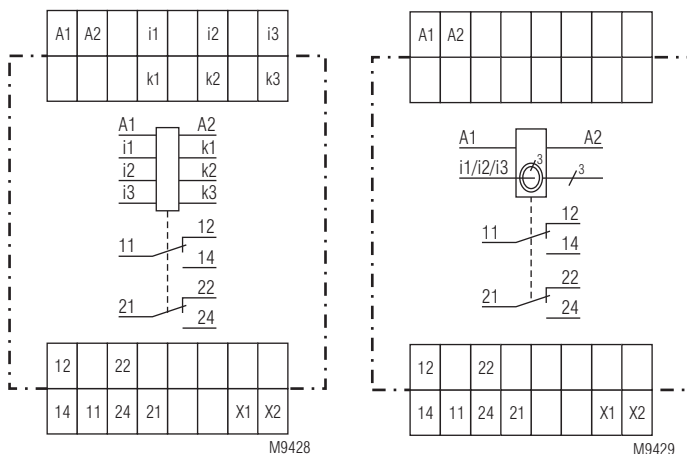 A1 A2 i1 i2 i3
k1 k2 k3
A1 A2
i1 k1
i2 k2
i3 k3
12
11
14
22
21
24
12 22
14 11 24 21 X1 X2
M9428
A1 A2
A1 A2
3
i1/i2/i3 3
12
11
14
22
21
24
12 22
14 11 24 21 X1 X2
M9429